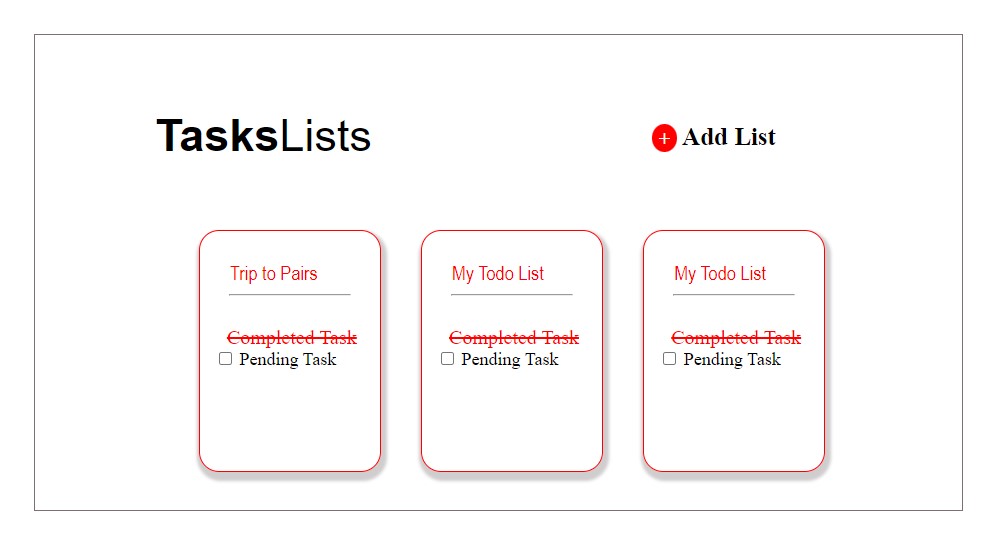 TasksLists
+ Add List
Trip to Pairs
Completed Task
Pending Task
My Todo List
Completed Task
Pending Task
My Todo List
Completed Task
Pending Task